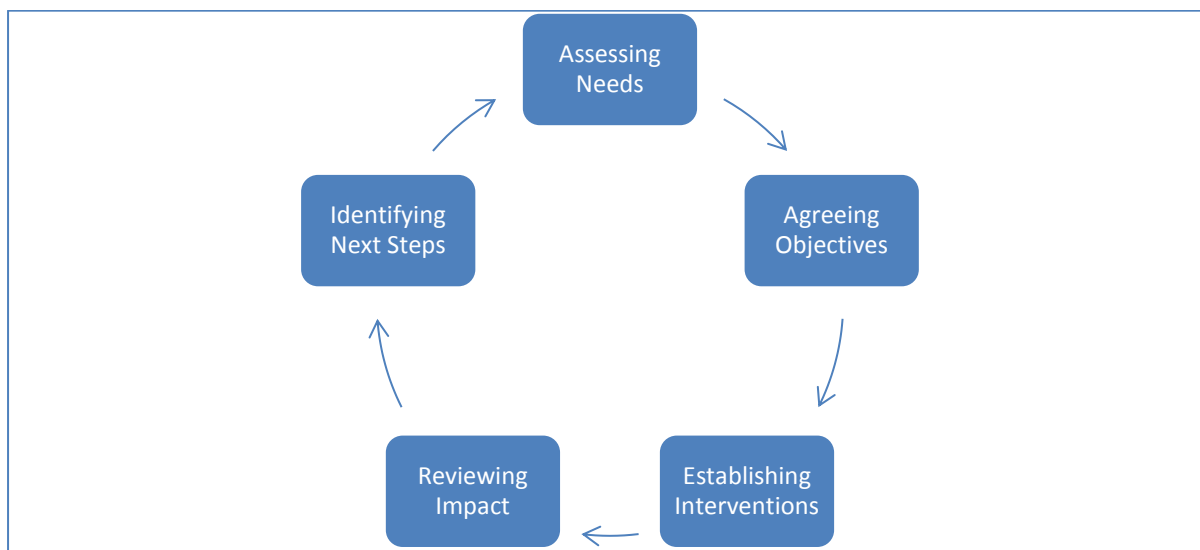 Assessing
Needs
Agreeing
Objectives
Establishing
Interventions
Reviewing
Impact
Identifying
Next Steps